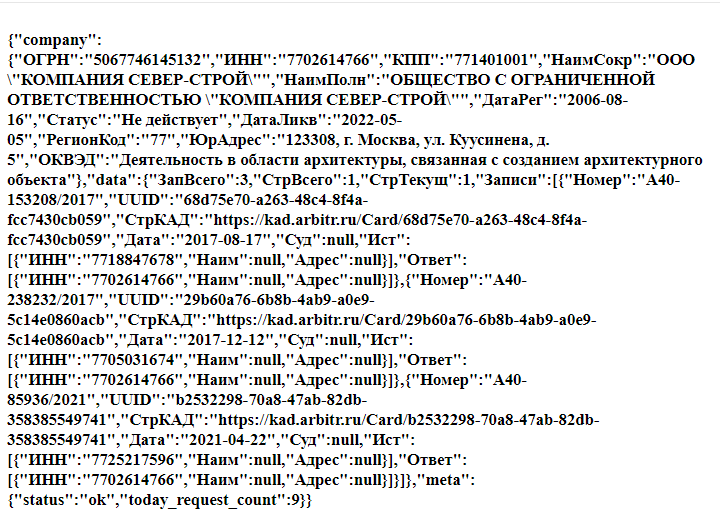 {"company":
{"ОГРН":"5067746145132","ИНН":"7702614766","КПП":"771401001","НаимСокр":"ООО
\"КОМПАНИЯ СЕВЕР-СТРОЙ\"","НаимПолн":"ОБЩЕСТВО С ОГРАНИЧЕННОЙ
ОТВЕТСТВЕННОСТЬЮ \"КОМПАНИЯ СЕВЕР-СТРОЙ\"","ДатаРег":"2006-08-
16","Статус":"Не действует","ДатаЛикв":"2022-05-
05","РегионКод":"77","ЮрАдрес":"123308, г. Москва, ул. Куусинена, д.
5","ОКВЭД":"Деятельность в области архитектуры, связанная с созданием архитектурного
объекта"},"data":{"ЗапВсего":3,"СтрВсего":1,"СтрТекущ":1,"Записи":[{"Номер":"А40-
153208/2017","UUID":"68d75e70-a263-48c4-8f4a-
fcc7430cb059","СтрКАД":"https://kad.arbitr.ru/Card/68d75e70-a263-48c4-8f4a-
fcc7430cb059","Дата":"2017-08-17","Суд":null,"Ист":
[{"ИНН":"7718847678","Наим":null,"Адрес":null}],"Ответ":
[{"ИНН":"7702614766","Наим":null,"Адрес":null}]},{"Номер":"А40-
238232/2017","UUID":"29b60a76-6b8b-4ab9-a0e9-
5c14e0860acb","СтрКАД":"https://kad.arbitr.ru/Card/29b60a76-6b8b-4ab9-a0e9-
5c14e0860acb","Дата":"2017-12-12","Суд":null,"Ист":
[{"ИНН":"7705031674","Наим":null,"Адрес":null}],"Ответ":
[{"ИНН":"7702614766","Наим":null,"Адрес":null}]},{"Номер":"А40-
85936/2021","UUID":"b2532298-70a8-47ab-82db-
358385549741","СтрКАД":"https://kad.arbitr.ru/Card/b2532298-70a8-47ab-82db-
358385549741","Дата":"2021-04-22","Суд":null,"Ист":
[{"ИНН":"7725217596","Наим":null,"Адрес":null}],"Ответ":
[{"ИНН":"7702614766","Наим":null,"Адрес":null}]}]},"meta":
{"status":"ok","today_request_count":9}}